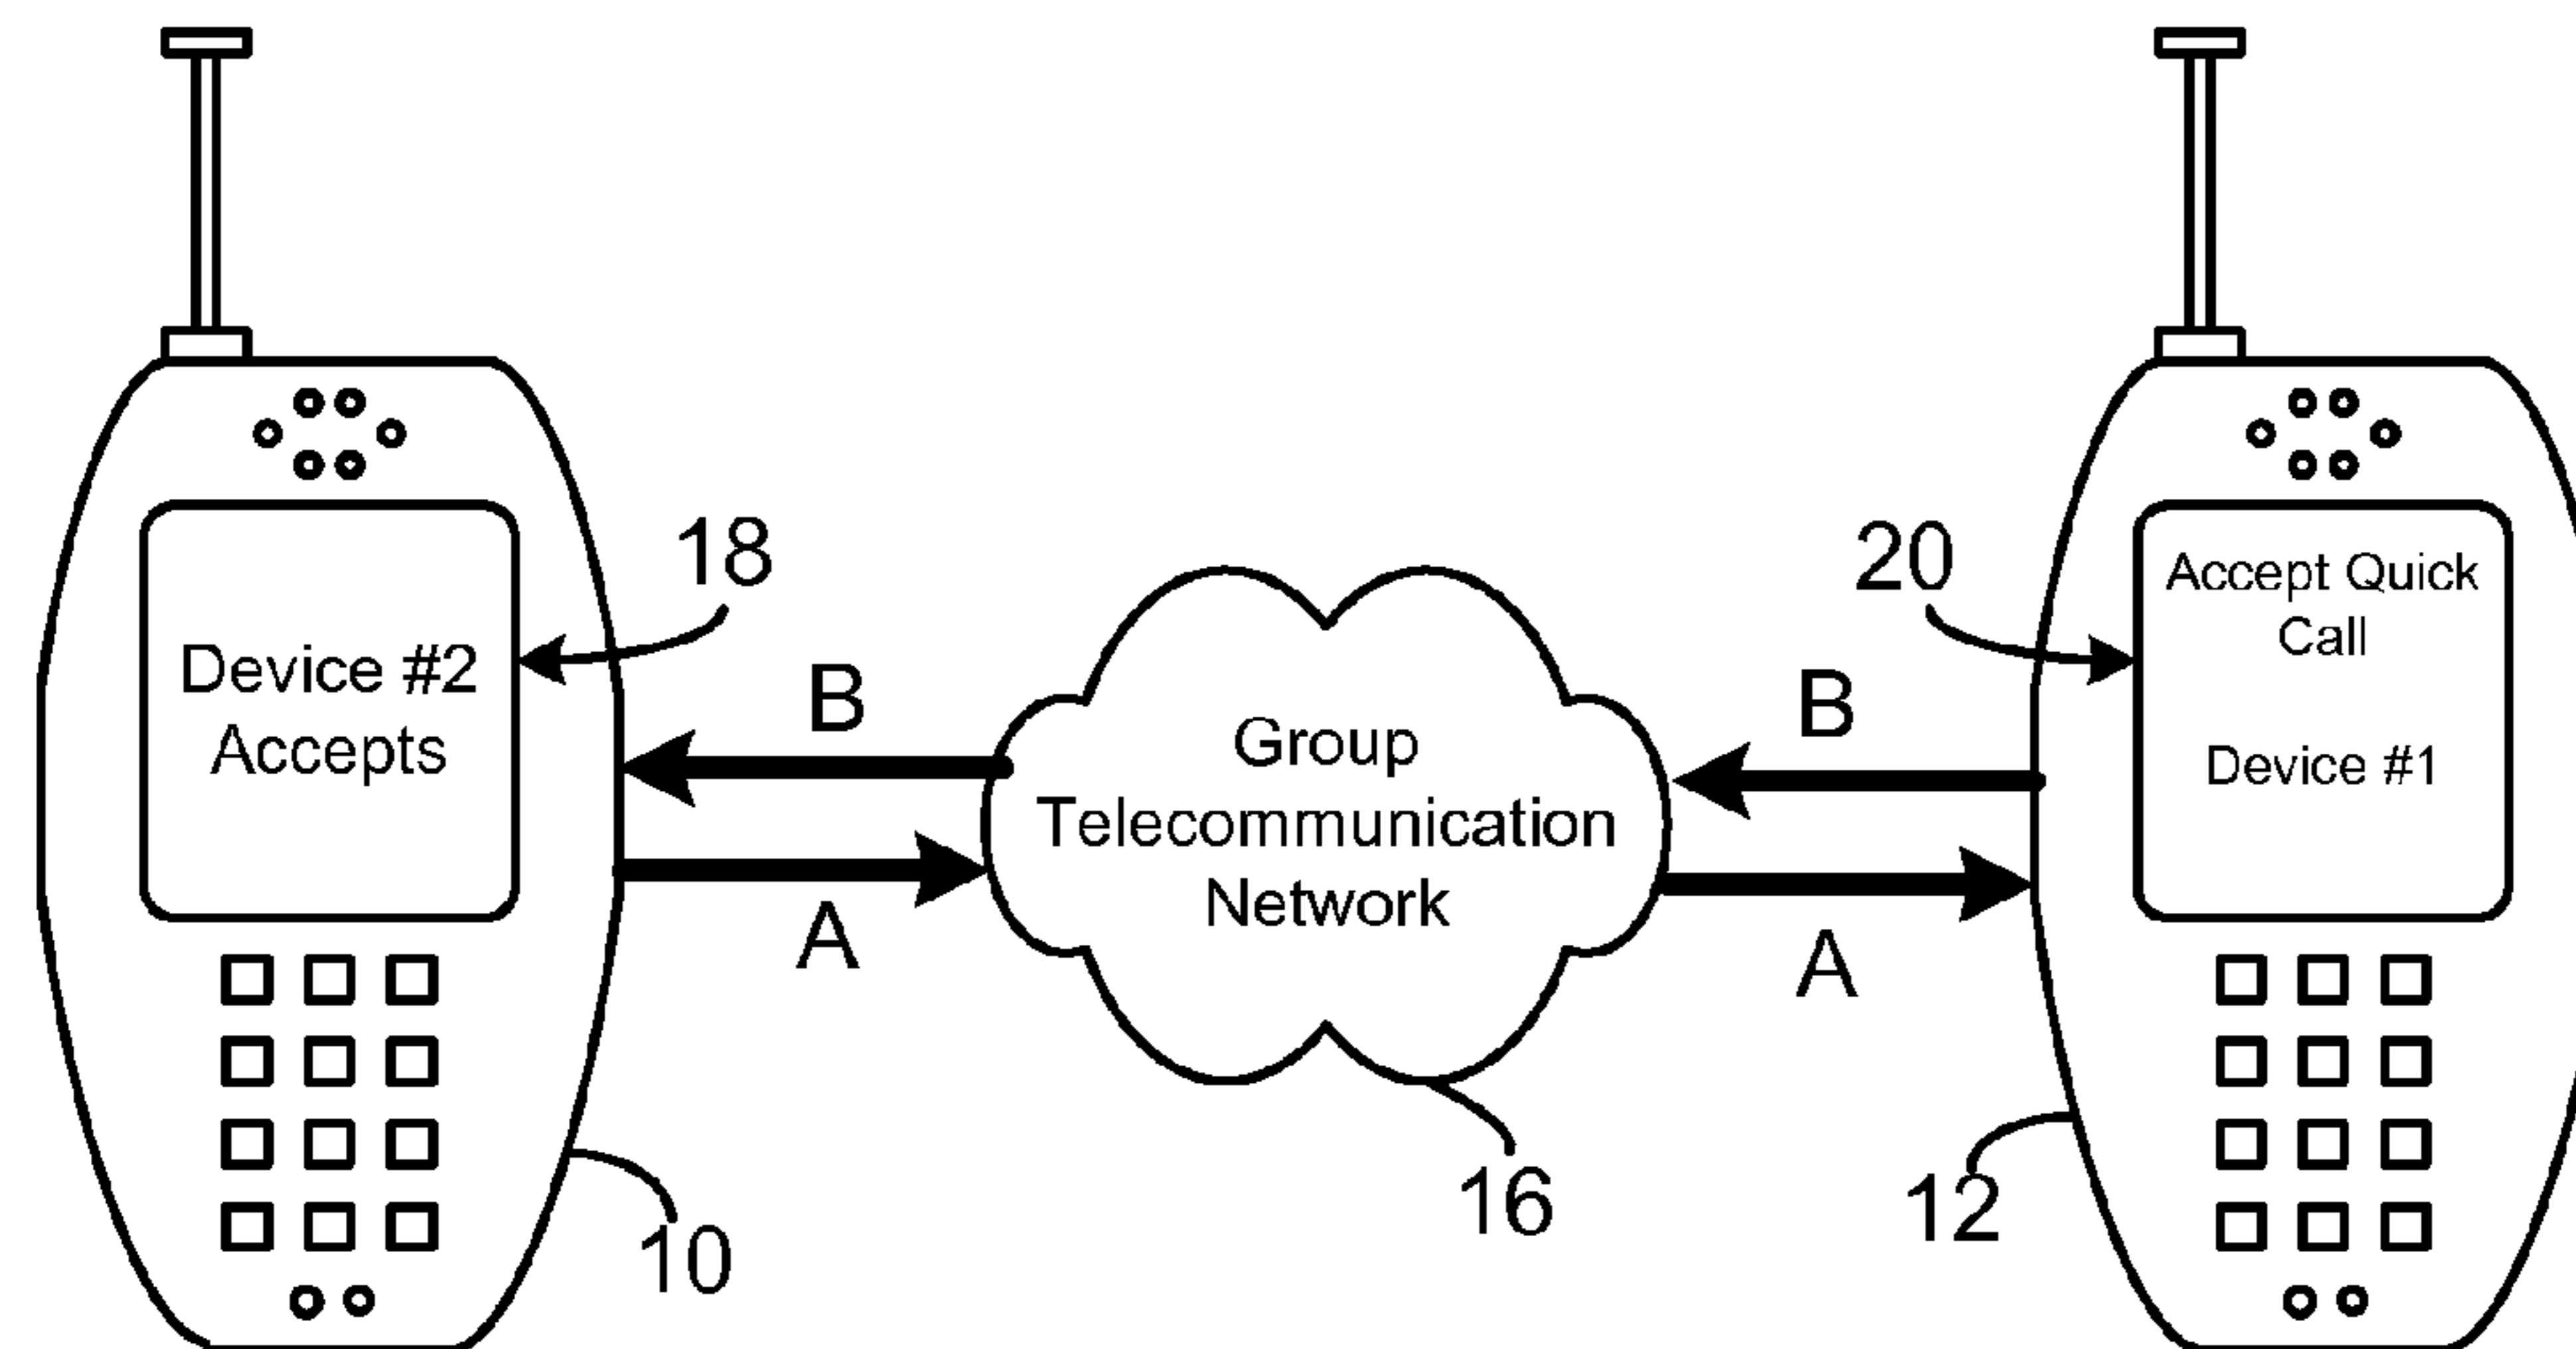 18
Device #2
Accepts
10
B
A
Group
Telecommunication
Network
16
B
A
20
Accept Quick
Call
Device #1
12